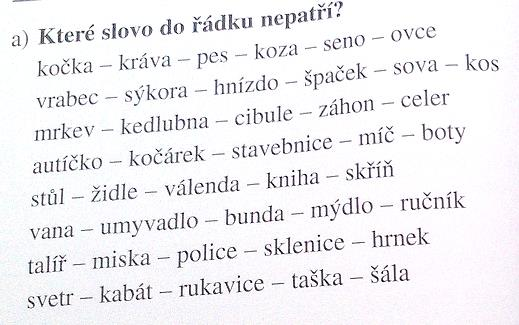 a) Které slovo do řádku nepatří?
kočka – kráva – pes – koza – seno – ovce
vrabec – sýkora – hnízdo – špaček – sova – kos
mrkev – kedlubna – cibule – záhon – celer
autíčko – kočárek – stavebnice – míč – boty
stůl – židle – válenda – kniha – skříň
vana – umyvadlo – bunda – mýdlo – ručník
talíř – miska – police – sklenice – hrnek
svetr – kabát – rukavice – taška – šála